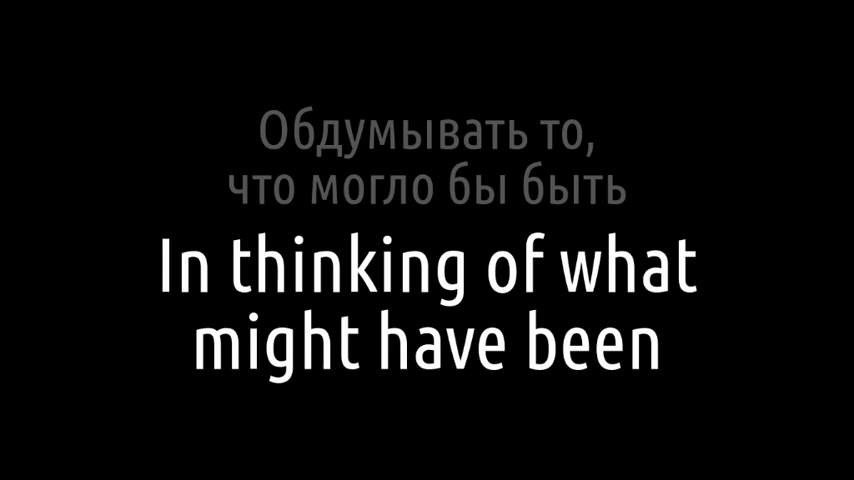 Обдумывать то,
что могло бы быть
In thinking of what
might have been